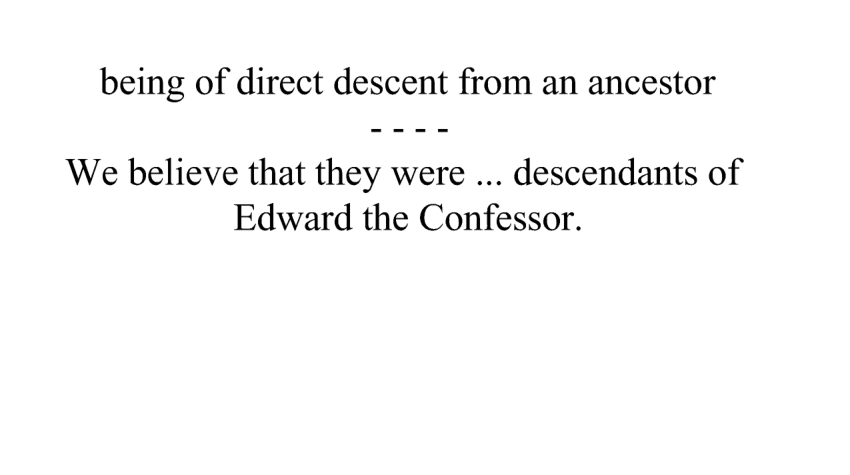 being of direct descent from an ancestor
- - - -
We believe that they were ... descendants of
Edward the Confessor.